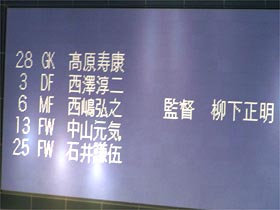 28 GK 高原寿康
3 DF 西澤淳二
6 MF 西嶋弘之 監督 柳下正明
13 FW 中山元気
25 FW 石井謙伍